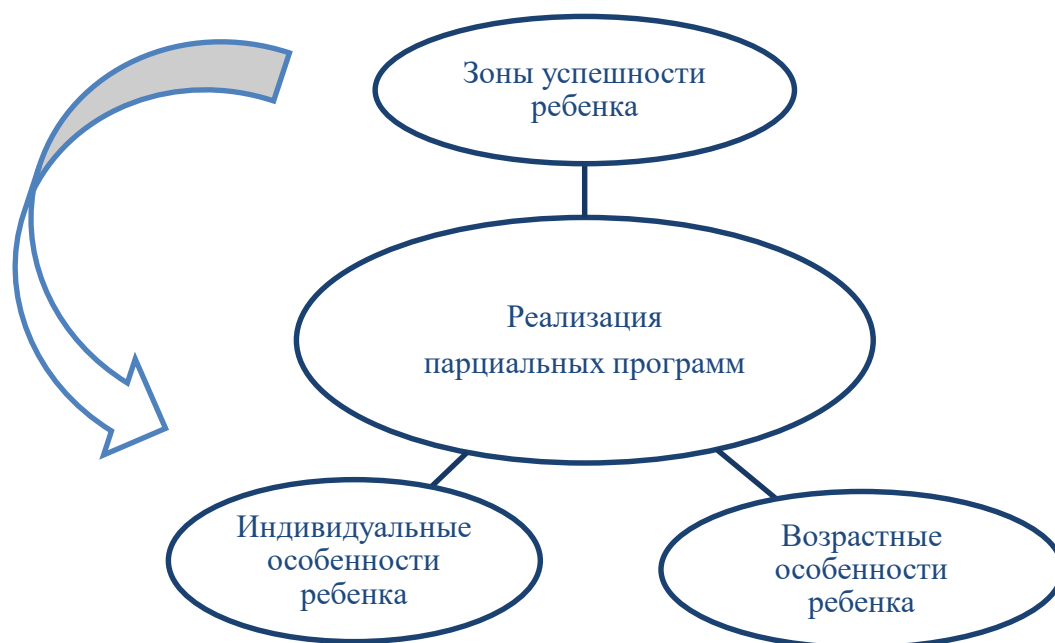 Зоны успешности
ребенка
Реализация
парциальных программ
Индивидуальные
особенности
ребенка
Возрастные
особенности
ребенка